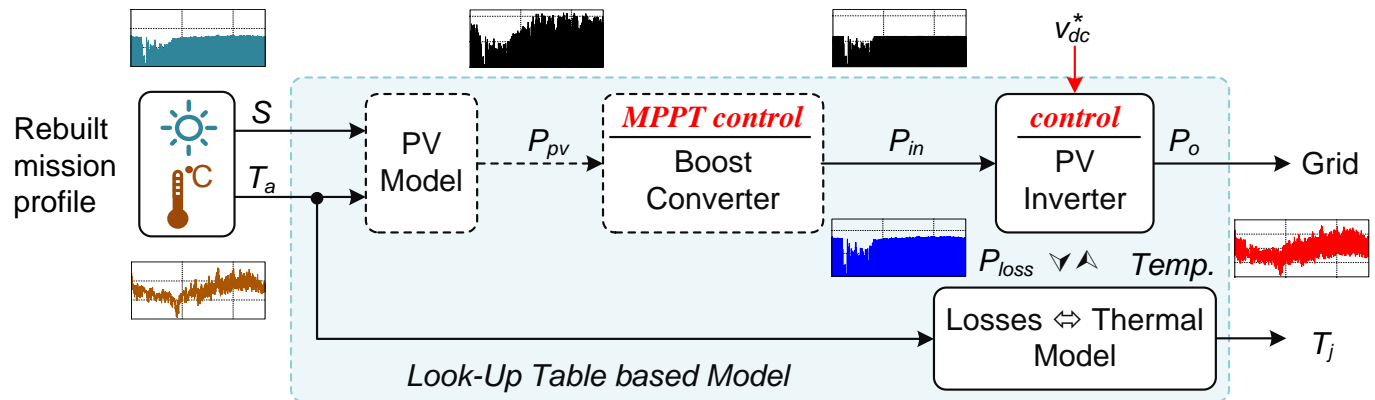 v*dc
Rebuilt
mission
profile
°C
S
Ta
PV
Model
Ppv
MPPT control
Boost
Converter
Pin
control
PV
Inverter
Po
Grid
Ploss
Temp.
Losses ⇔ Thermal
Model
Tj
Look-Up Table based Model